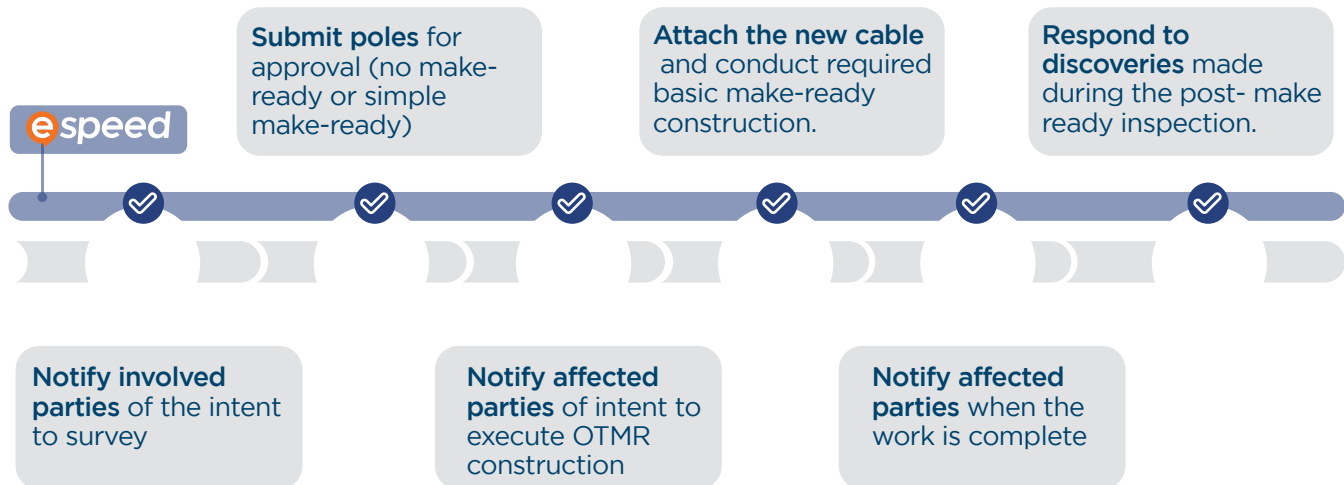 Submit poles for
approval (no make-
ready or simple
make-ready)
Attach the new cable
and conduct required
basic make-ready
construction.
Respond to
discoveries made
during the post- make
ready inspection.
espeed
Notify involved
parties of the intent
to survey
Notify affected
parties of intent to
execute OTMR
construction
Notify affected
parties when the
work is complete